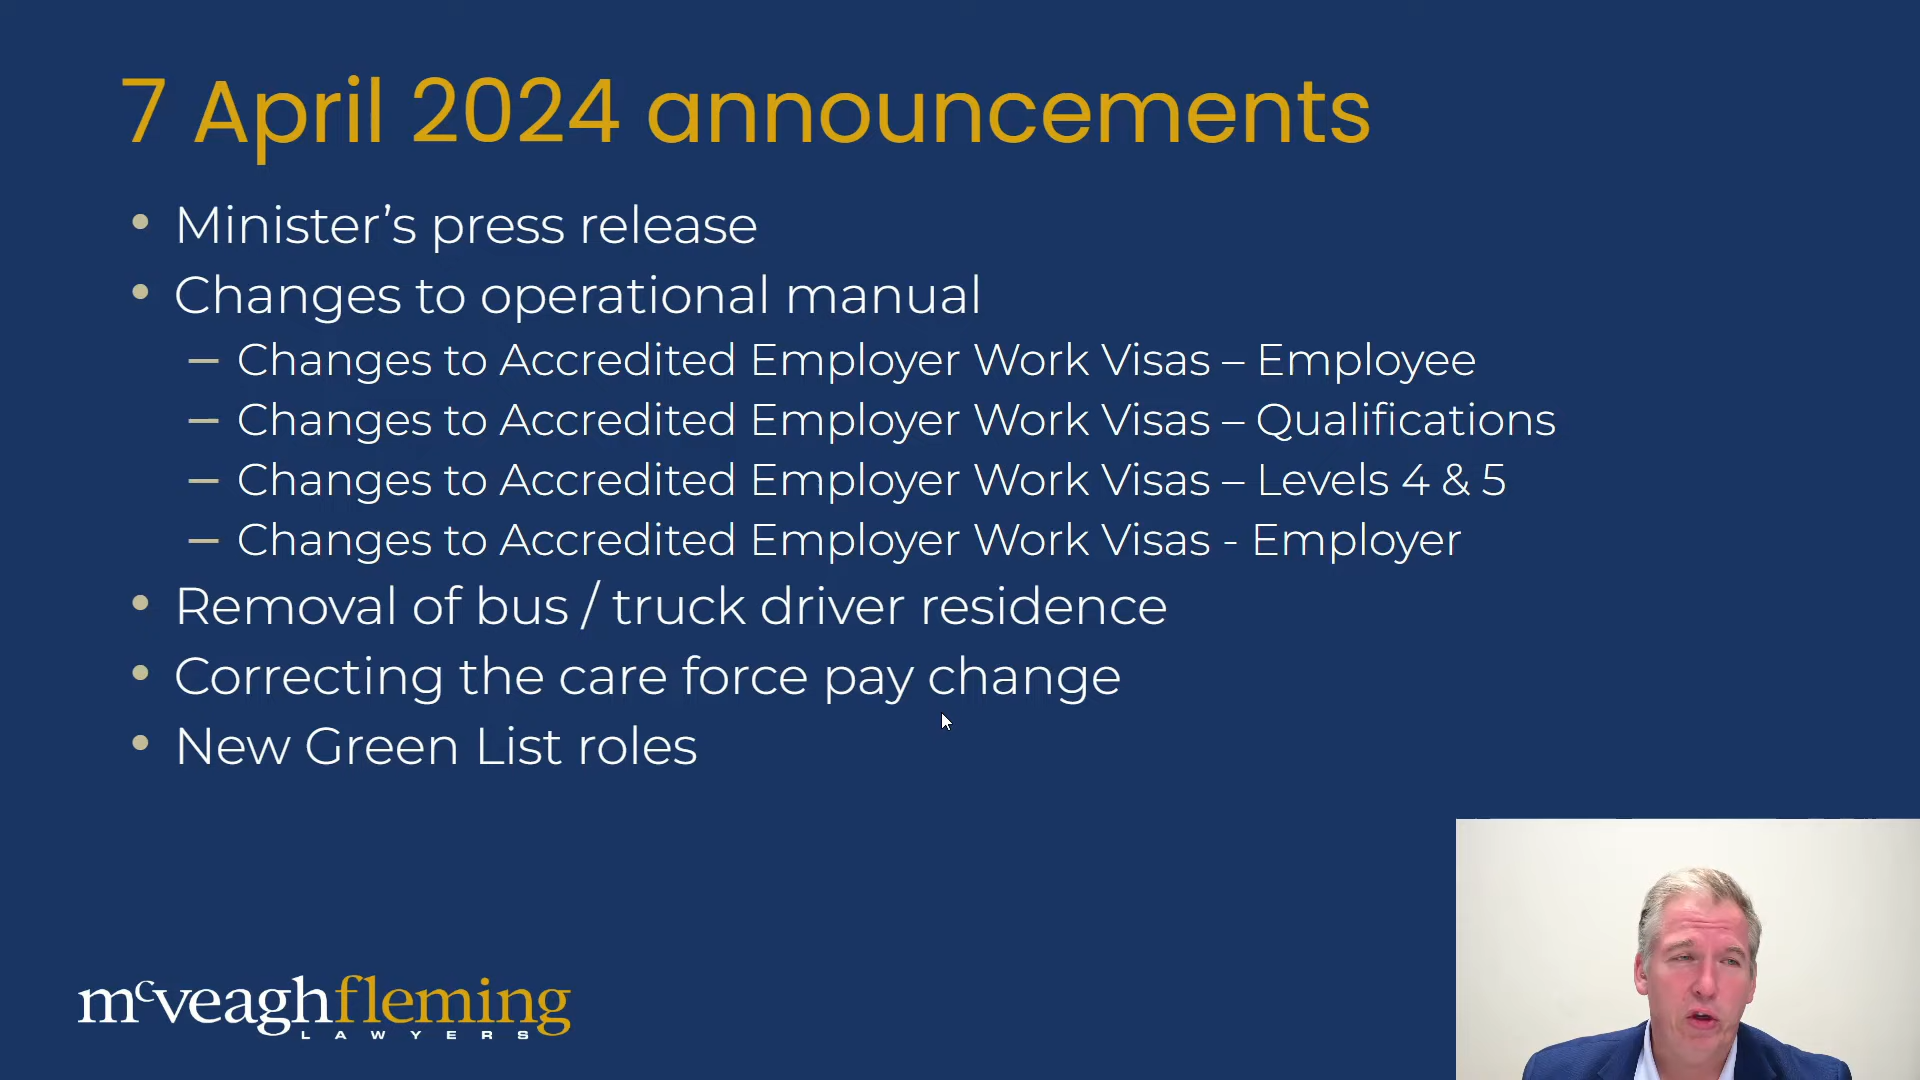 7 April 2024 announcements
• Minister’s press release
• Changes to operational manual
– Changes to Accredited Employer Work Visas – Employee
– Changes to Accredited Employer Work Visas – Qualifications
– Changes to Accredited Employer Work Visas – Levels 4 & 5
– Changes to Accredited Employer Work Visas - Employer
• Removal of bus / truck driver residence
• Correcting the care force pay change
• New Green List roles
mcveaghfleming
LAWYERS